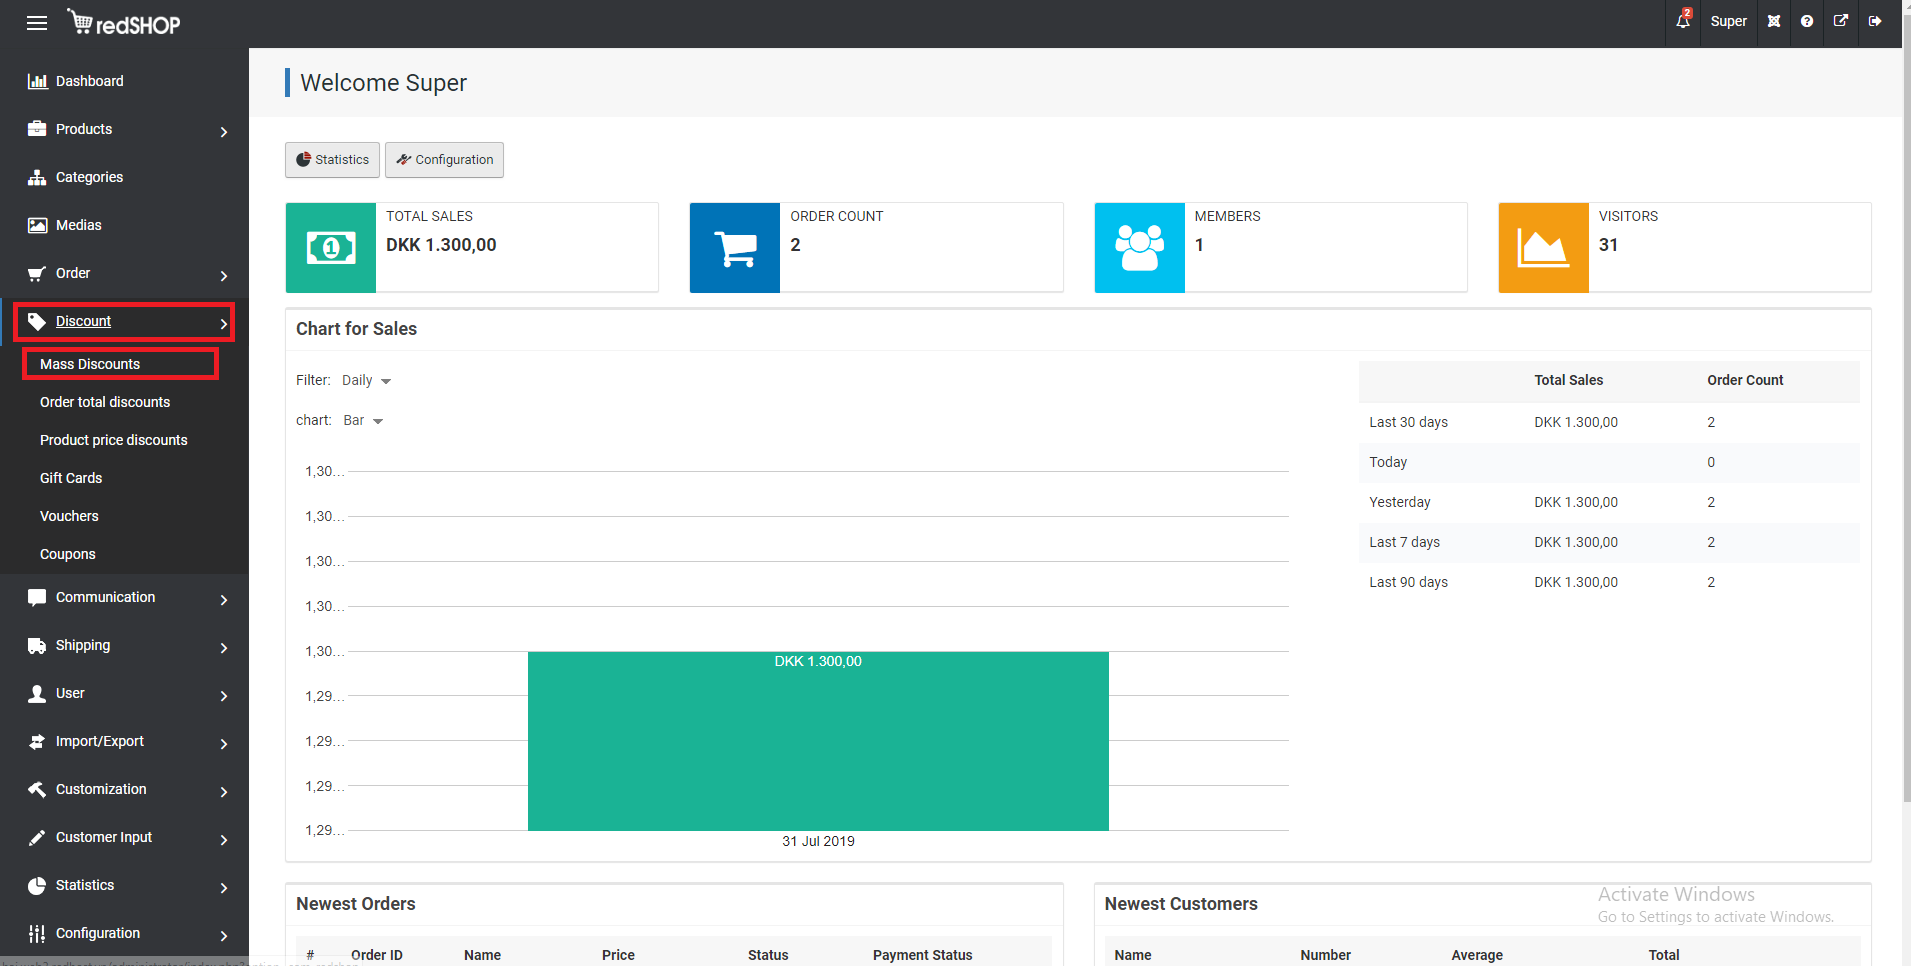 redSHOP
2
Super
Dashboard
Products
Categories
Medias
Order
Discount
Mass Discounts
Order total discounts
Product price discounts
Gift Cards
Vouchers
Coupons
Communication
Shipping
User
Import/Export
Customization
Customer Input
Statistics
Configuration
Welcome Super
Statistics
Configuration
TOTAL SALES
DKK 1.300,00
ORDER COUNT
2
MEMBERS
1
VISITORS
31
Chart for Sales
Filter: Daily
chart: Bar
1,30...
1,30...
1,30...
1,30...
1,30...
1,29...
1,29...
1,29...
1,29...
DKK 1.300,00
31 Jul 2019
Total Sales Order Count
Last 30 days DKK 1.300,00 2
Today 0
Yesterday DKK 1.300,00 2
Last 7 days DKK 1.300,00 2
Last 90 days DKK 1.300,00 2
Newest Orders
# Order ID Name Price Status Payment Status
Newest Customers
Name Number Average Total
Activate Windows
Go to Settings to activate Windows.